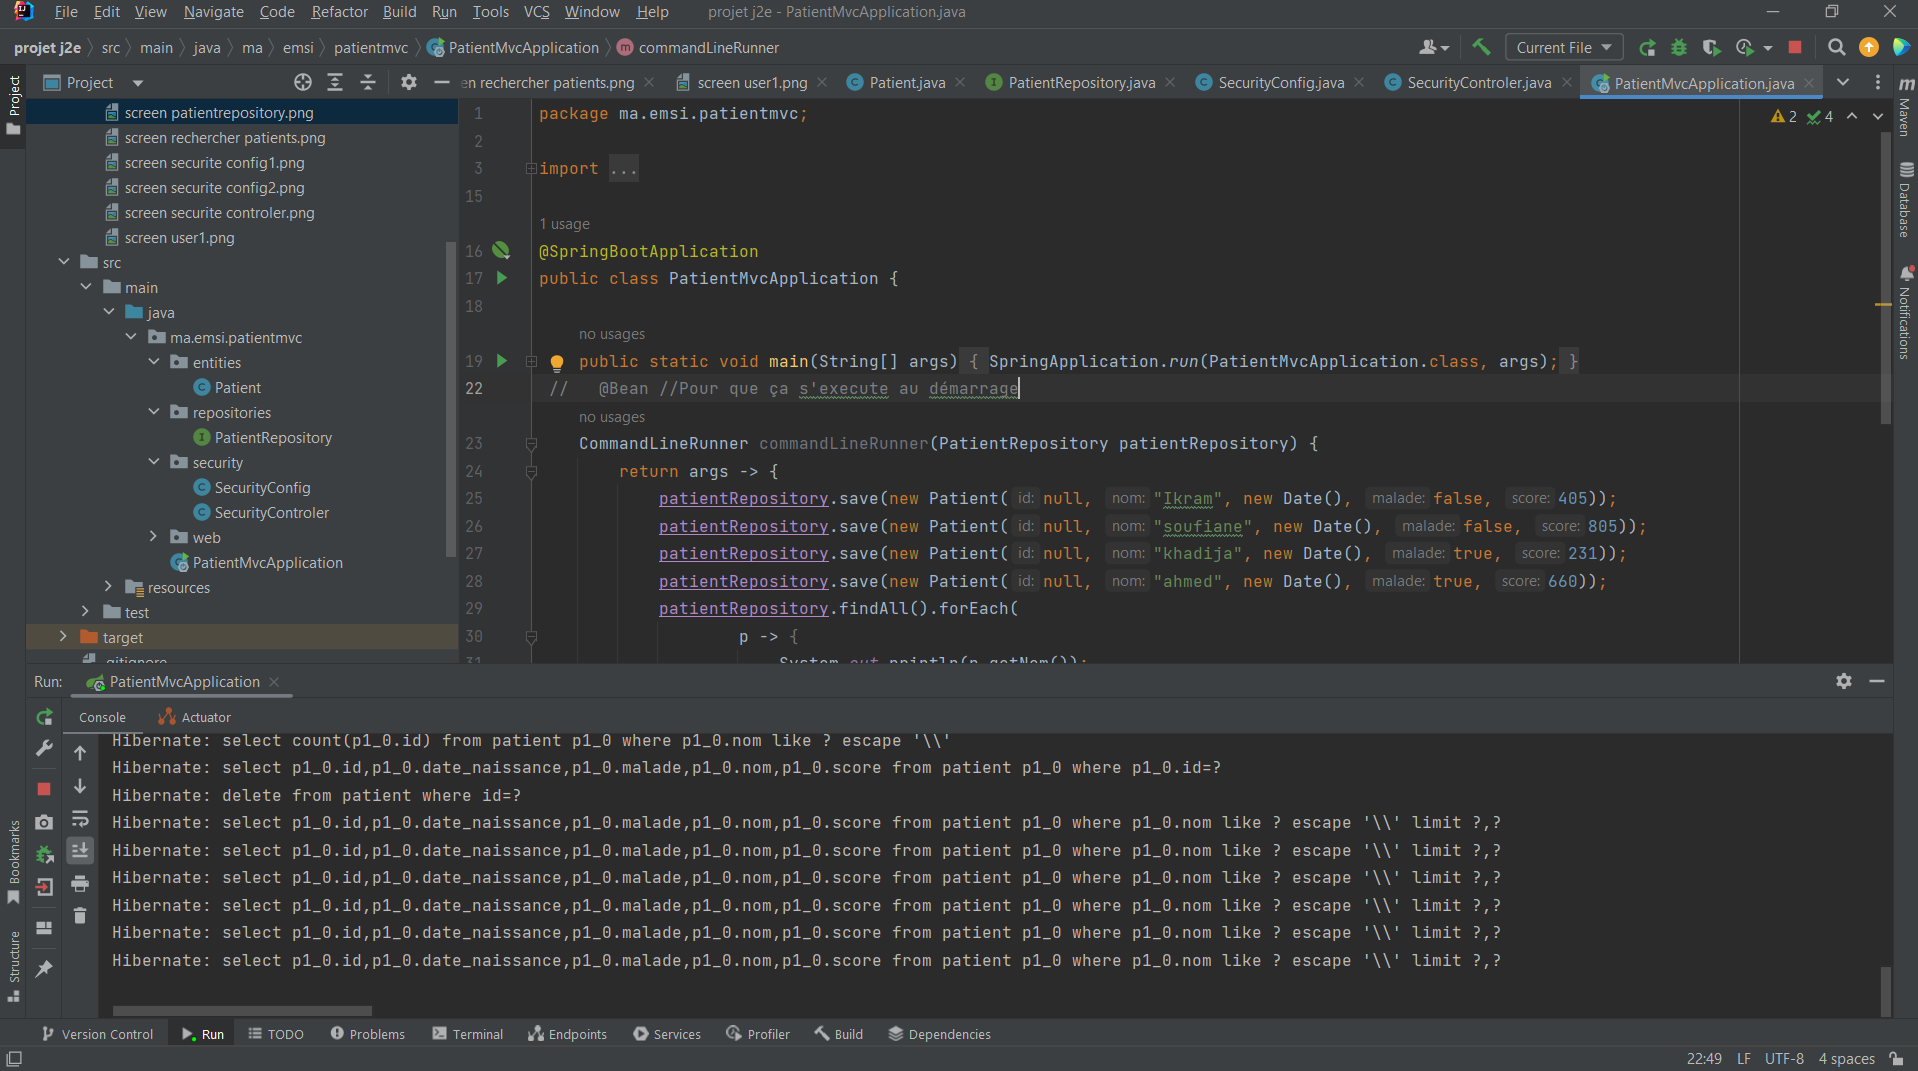 File Edit View Navigate Code Refactor Build Run Tools VCS Window Help projet j2e - PatientMvcApplication.java
projet j2e src main java ma emsi patientmvc PatientMvcApplication commandLineRunner Current File
Project en rechercher patients.png screen user1.png Patient.java PatientRepository.java SecurityConfig.java SecurityControler.java PatientMvcApplication.java
Project
Bookmarks
Structure
Maven
Database
Notifications
screen patientrepository.png
screen rechercher patients.png
screen securite config1.png
screen securite config2.png
screen securite controler.png
screen user1.png
src
main
java
ma.emsi.patientmvc
entities
Patient
repositories
PatientRepository
security
SecurityConfig
SecurityControler
web
PatientMvcApplication
resources
test
target
.gitignore
2 4
1 package ma.emsi.patientmvc;
2
3 import ...
15
1 usage
16 @SpringBootApplication
17 public class PatientMvcApplication {
18
no usages
19 public static void main(String[] args) { SpringApplication.run(PatientMvcApplication.class, args); }
22 // @Bean //Pour que ça s'execute au démarrage
no usages
23 CommandLineRunner commandLineRunner(PatientRepository patientRepository) {
24 return args -> {
25 patientRepository.save(new Patient( id: null, nom: "Ikram", new Date(), malade: false, score: 405));
26 patientRepository.save(new Patient( id: null, nom: "soufiane", new Date(), malade: false, score: 805));
27 patientRepository.save(new Patient( id: null, nom: "khadija", new Date(), malade: true, score: 231));
28 patientRepository.save(new Patient( id: null, nom: "ahmed", new Date(), malade: true, score: 660));
29 patientRepository.findAll().forEach(
30 p -> {
31 System.out.println(p.getNom());
Run: PatientMvcApplication
Console Actuator
Hibernate: select count(p1_0.id) from patient p1_0 where p1_0.nom like ? escape '\\'
Hibernate: select p1_0.id,p1_0.date_naissance,p1_0.malade,p1_0.nom,p1_0.score from patient p1_0 where p1_0.id=?
Hibernate: delete from patient where id=?
Hibernate: select p1_0.id,p1_0.date_naissance,p1_0.malade,p1_0.nom,p1_0.score from patient p1_0 where p1_0.nom like ? escape '\\' limit ?,?
Hibernate: select p1_0.id,p1_0.date_naissance,p1_0.malade,p1_0.nom,p1_0.score from patient p1_0 where p1_0.nom like ? escape '\\' limit ?,?
Hibernate: select p1_0.id,p1_0.date_naissance,p1_0.malade,p1_0.nom,p1_0.score from patient p1_0 where p1_0.nom like ? escape '\\' limit ?,?
Hibernate: select p1_0.id,p1_0.date_naissance,p1_0.malade,p1_0.nom,p1_0.score from patient p1_0 where p1_0.nom like ? escape '\\' limit ?,?
Hibernate: select p1_0.id,p1_0.date_naissance,p1_0.malade,p1_0.nom,p1_0.score from patient p1_0 where p1_0.nom like ? escape '\\' limit ?,?
Hibernate: select p1_0.id,p1_0.date_naissance,p1_0.malade,p1_0.nom,p1_0.score from patient p1_0 where p1_0.nom like ? escape '\\' limit ?,?
Version Control Run TODO Problems Terminal Endpoints Services Profiler Build Dependencies
22:49 LF UTF-8 4 spaces